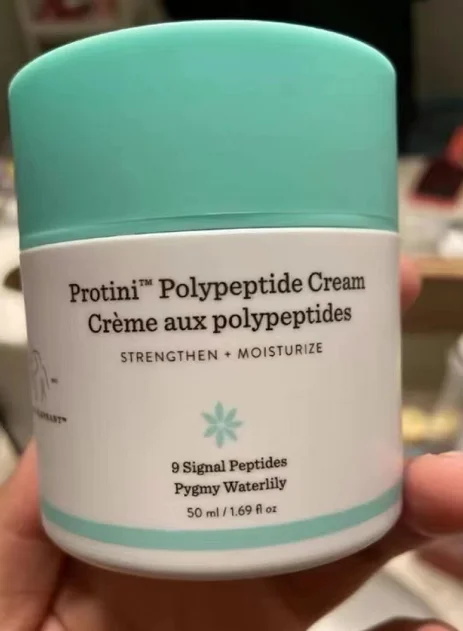 Protini™ Polypeptide Cream
Crème aux polypeptides
STRENGTHEN + MOISTURIZE
9 Signal Peptides
Pygmy Waterlily
50 ml / 1.69 fl oz